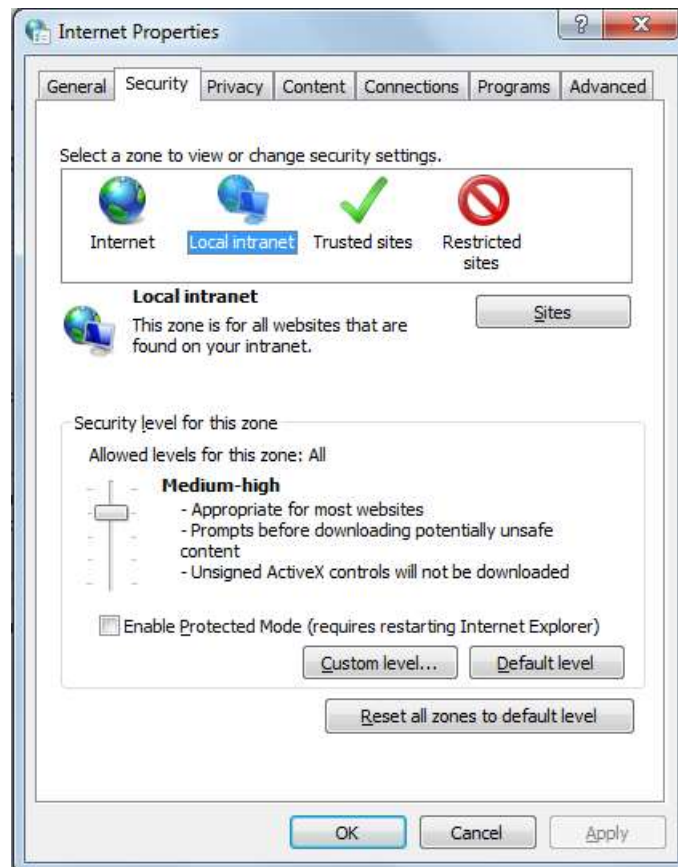 Internet Properties
?
X
General Security Privacy Content Connections Programs Advanced
Select a zone to view or change security settings.
Internet Local intranet Trusted sites Restricted
sites
Local intranet
Sites
This zone is for all websites that are
found on your intranet.
Security level for this zone
Allowed levels for this zone: All
Medium-high
- Appropriate for most websites
- Prompts before downloading potentially unsafe
content
- Unsigned ActiveX controls will not be downloaded
Enable Protected Mode (requires restarting Internet Explorer)
Custom level... Default level
Reset all zones to default level
OK Cancel Apply